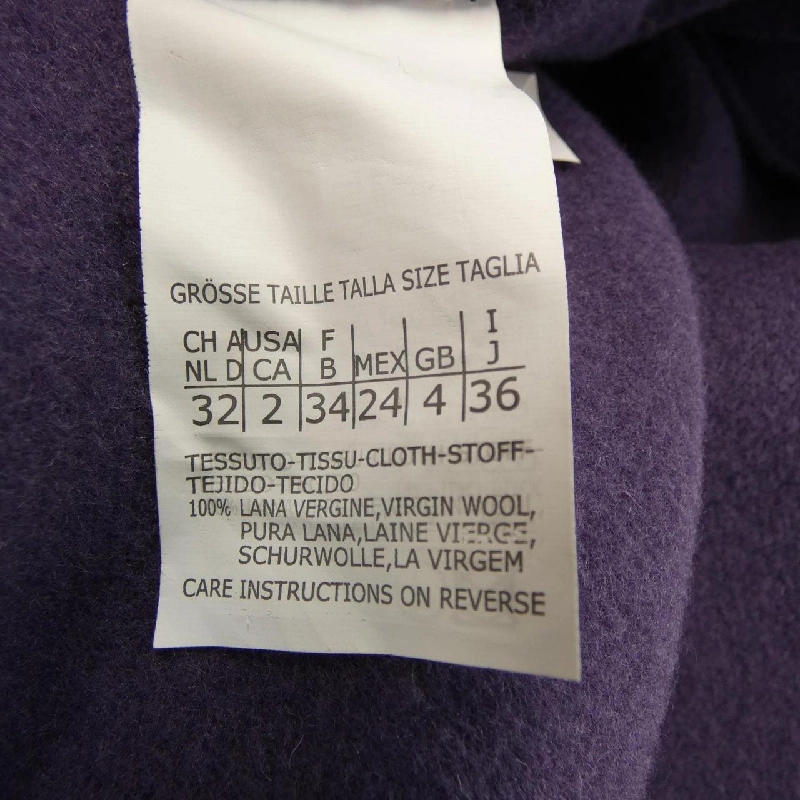 GRÖSSE TAILLE TALLA SIZE TAGLIA
CH A USA F MEX GB I
NL D CA B J
32 2 34 24 4 36
TESSUTO-TISSU-CLOTH-STOFF-
TEJIDO-TECIDO
100% LANA VERGINE,VIRGIN WOOL,
PURA LANA,LAINE VIERGE,
SCHURWOLLE,LA VIRGEM
CARE INSTRUCTIONS ON REVERSE